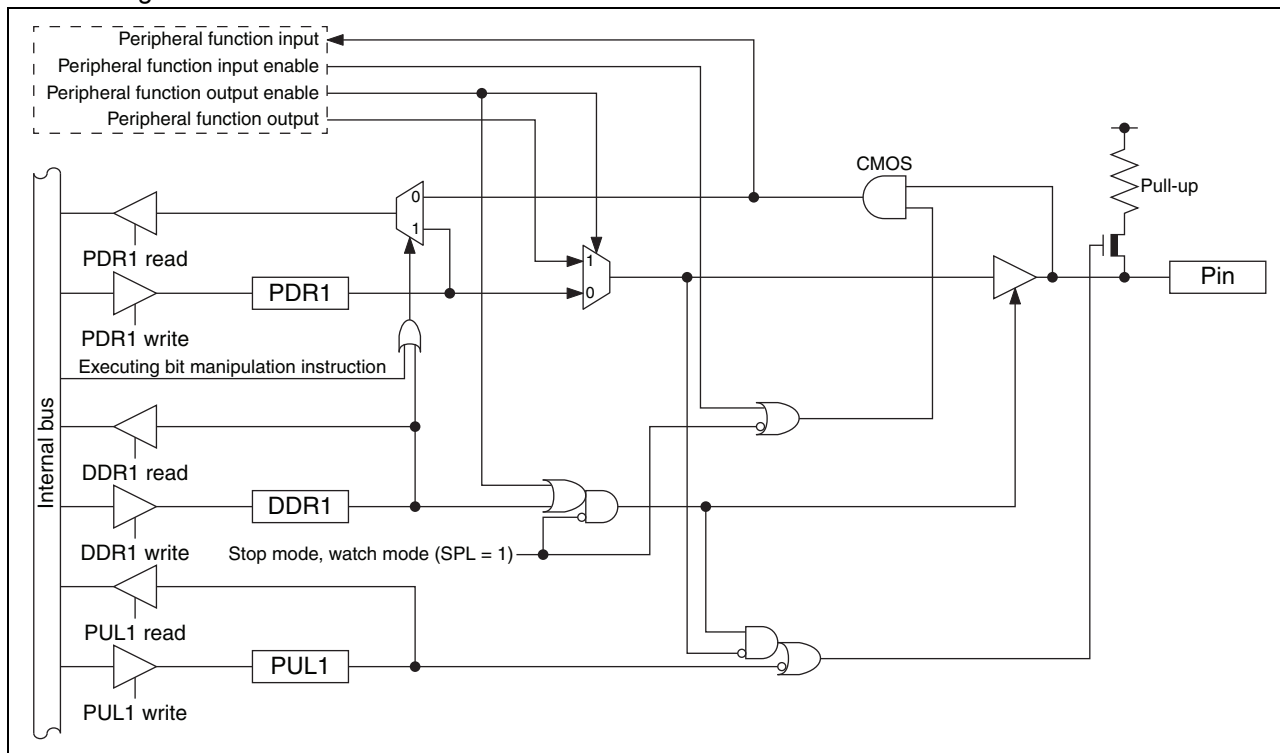 Peripheral function input
Peripheral function input enable
Peripheral function output enable
Peripheral function output
CMOS
Pull-up
0
1
PDR1 read
1
PDR1
0
Pin
PDR1 write
Executing bit manipulation instruction
Internal bus
DDR1 read
DDR1
DDR1 write
Stop mode, watch mode (SPL = 1)
PUL1 read
PUL1
PUL1 write